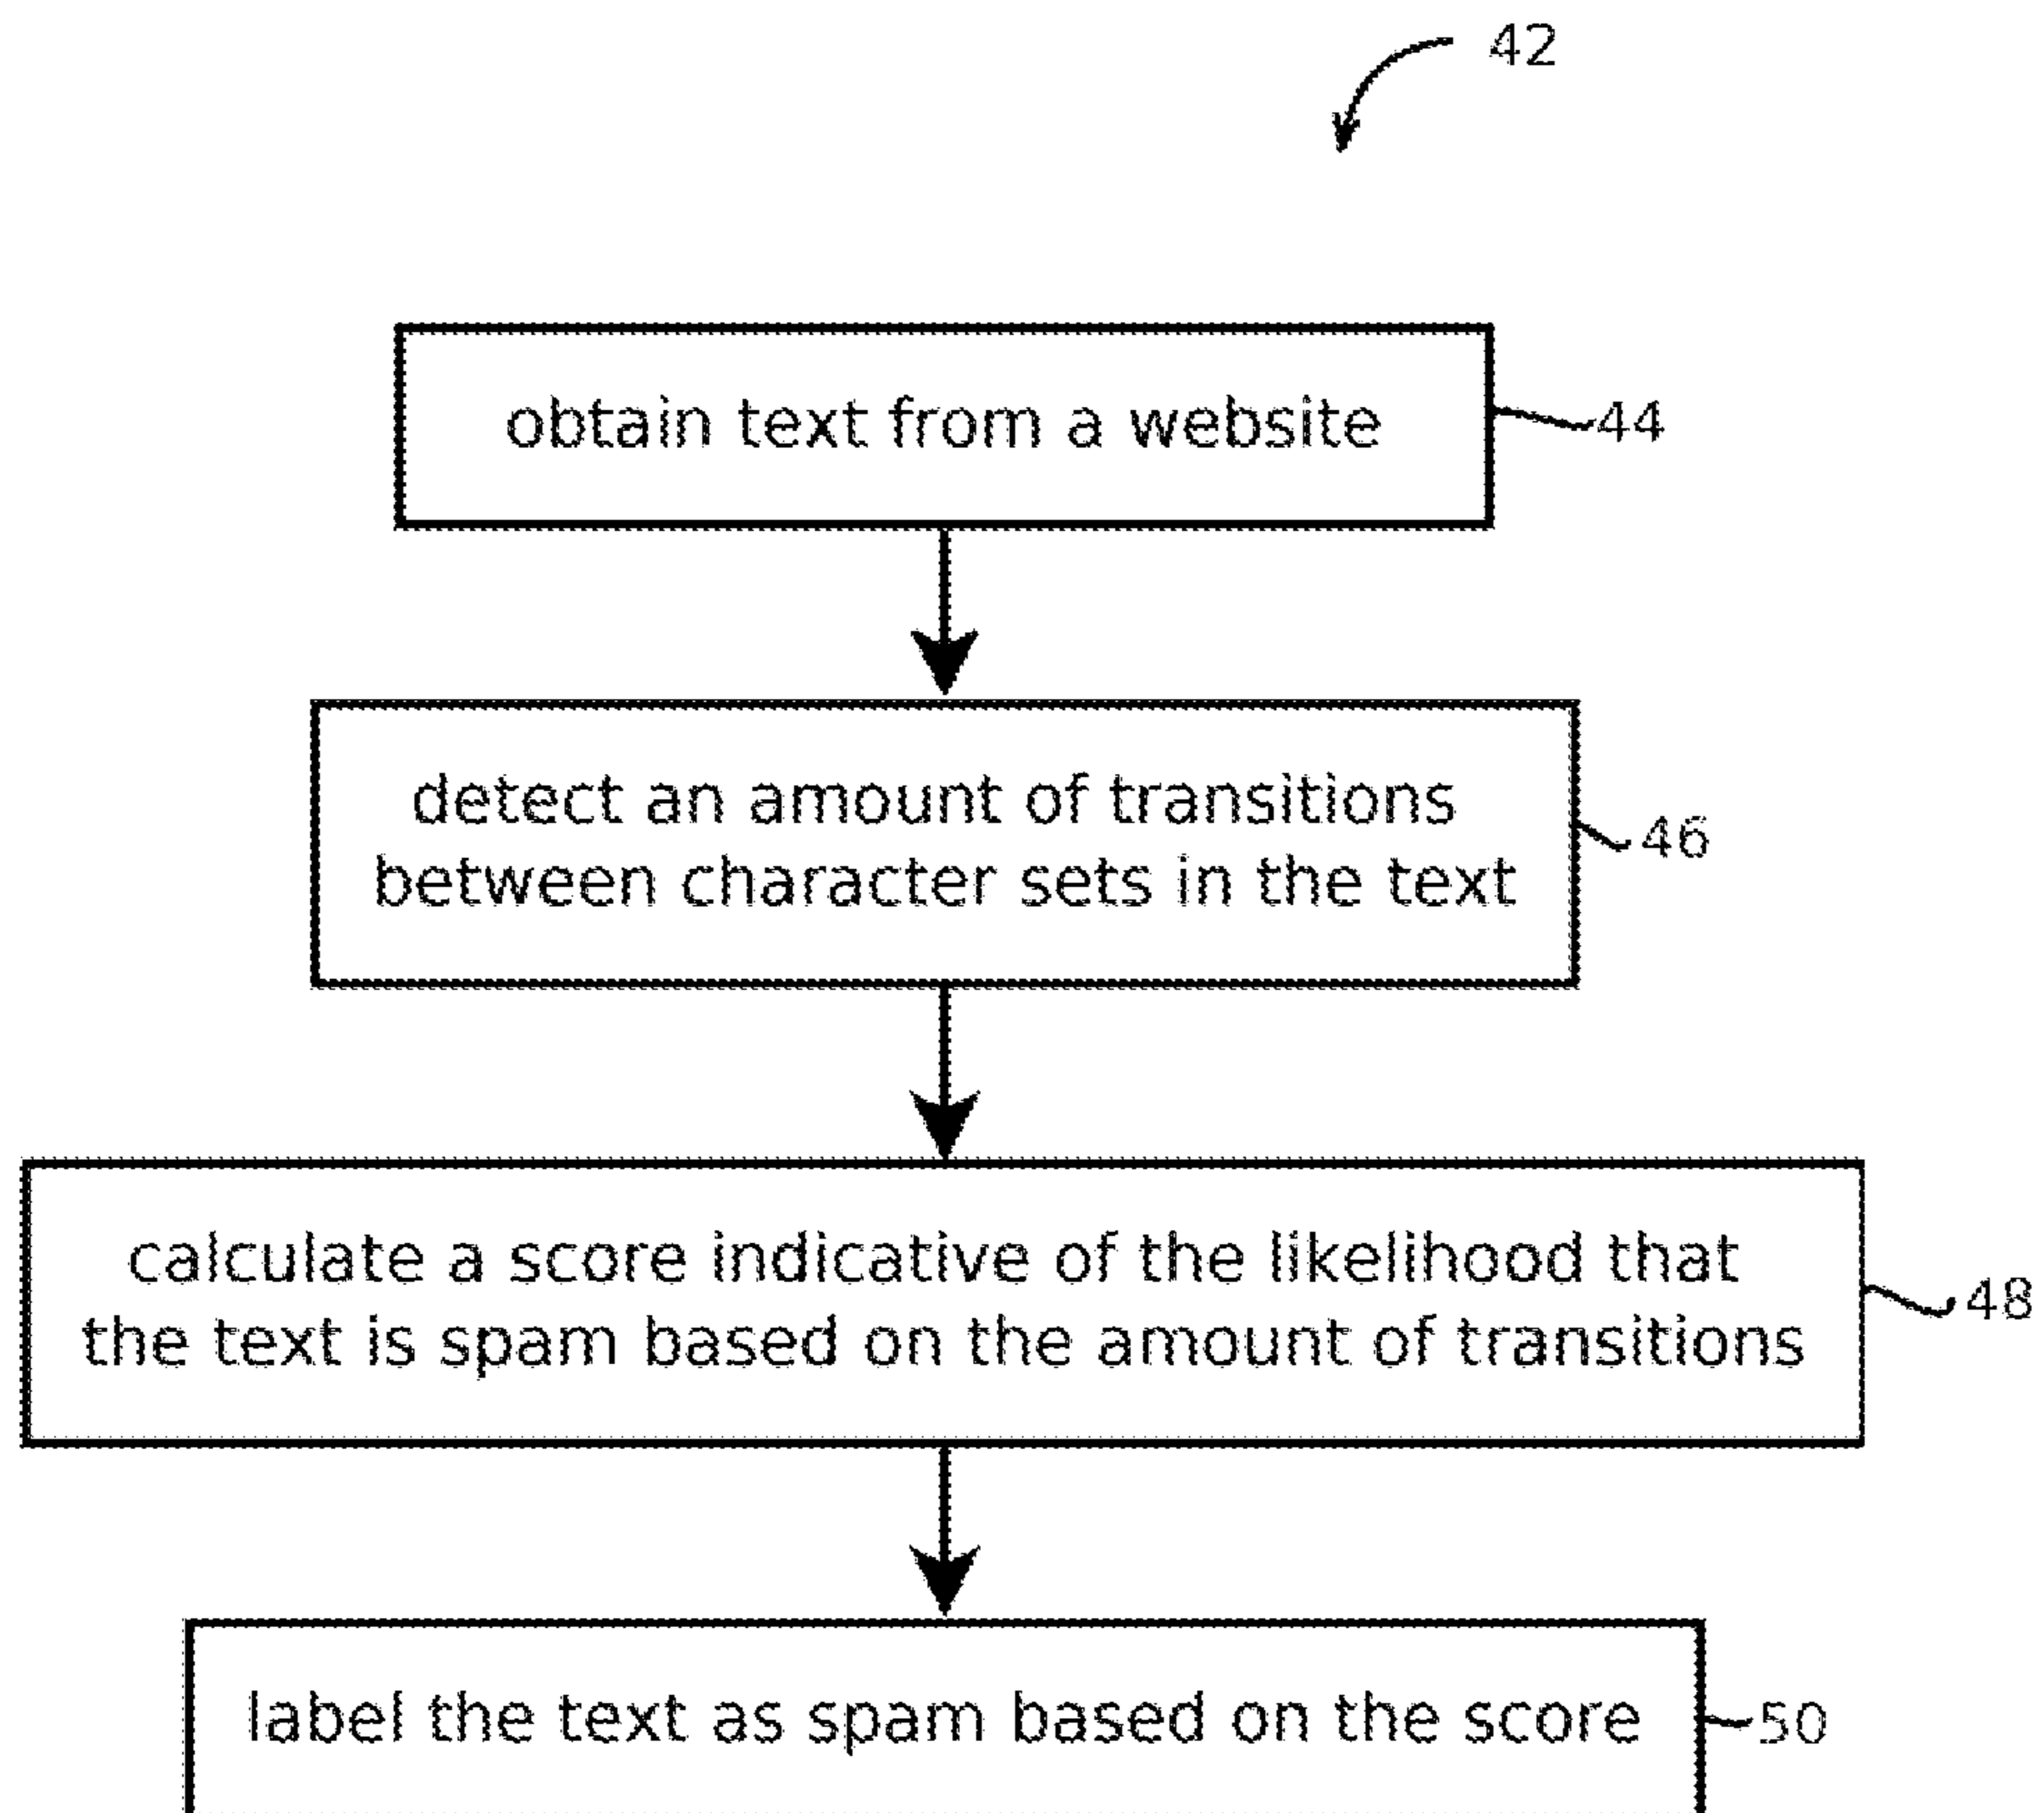 42
obtain text from a website
44
detect an amount of transitions
between character sets in the text
46
calculate a score indicative of the likelihood that
the text is spam based on the amount of transitions
48
label the text as spam based on the score
50